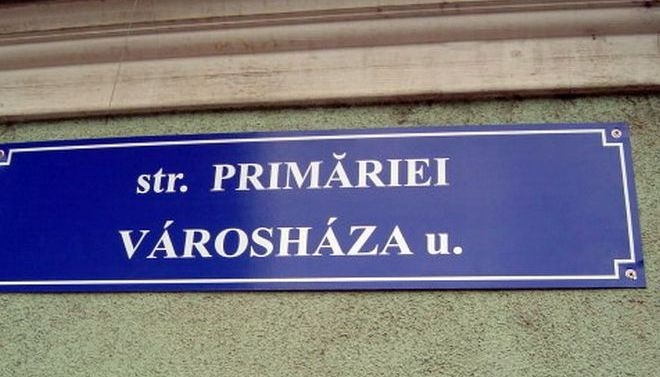 str. PRIMĂRIEI
VÁROSHÁZA u.